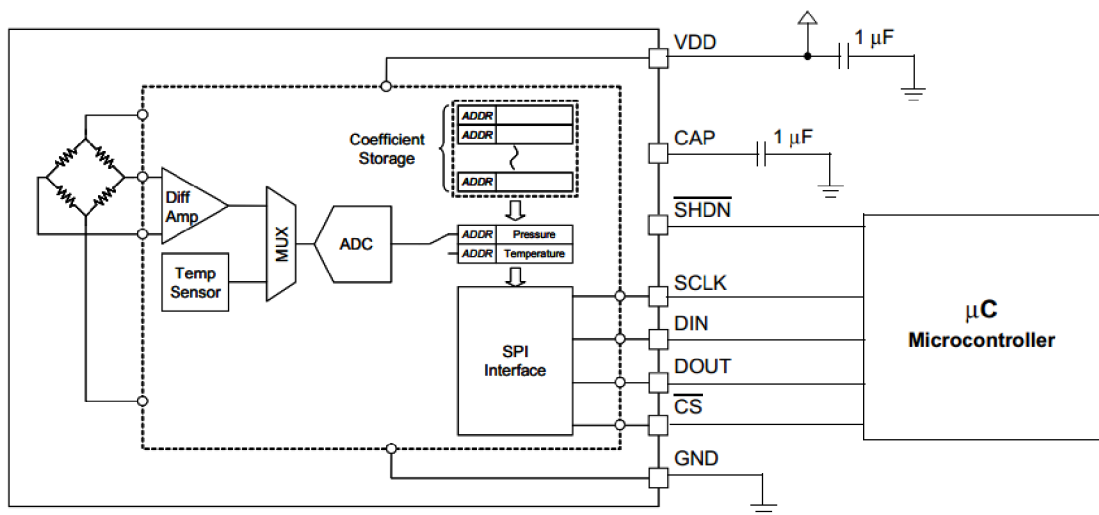 VDD
1 μF
CAP
1 μF
SHDN
SCLK
DIN
DOUT
CS
GND
Coefficient
Storage
ADDR
ADDR
ADDR
ADDR Pressure
ADDR Temperature
Diff
Amp
Temp
Sensor
MUX
ADC
SPI
Interface
μC
Microcontroller